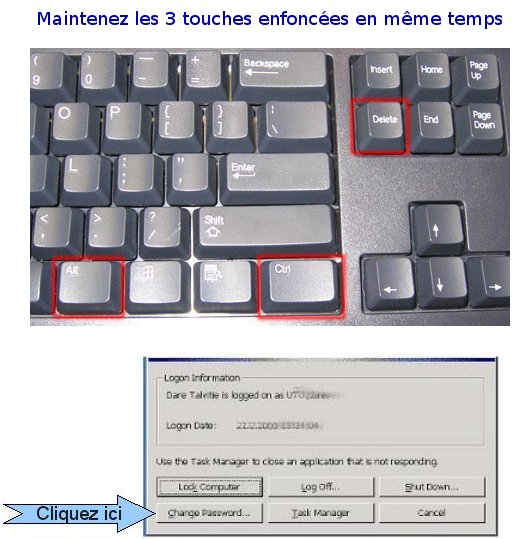 Maintenez les 3 touches enfoncées en même temps
( 9 ) 0 — - + = Backspace Insert Home Page Up
O P { [ } ] | \ Delete End Page Down
L : ; " ' Enter
< , > . ? / Shift
Alt Ctrl
Logon Information
Dare Talvitie is logged on as
Logon Date:
Use the Task Manager to close an application that is not responding.
Lock Computer Log Off... Shut Down...
Cliquez ici Change Password... Task Manager Cancel